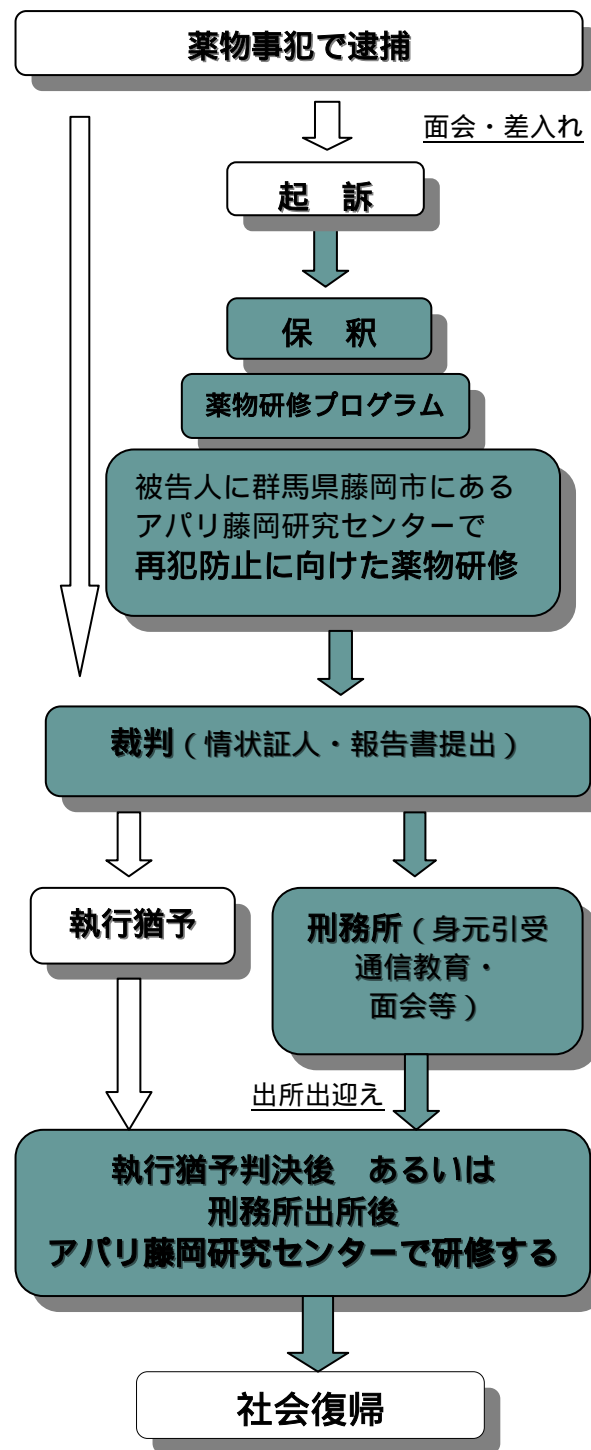 薬物事犯で逮捕
面会・差入れ
起　訴
保　釈
薬物研修プログラム
被告人に群馬県藤岡市にある
アパリ藤岡研究センターで
再犯防止に向けた薬物研修
裁判（情状証人・報告書提出）
執行猶予
刑務所（身元引受
通信教育・
面会等）
出所出迎え
執行猶予判決後　あるいは
刑務所出所後
アパリ藤岡研究センターで研修する
社会復帰